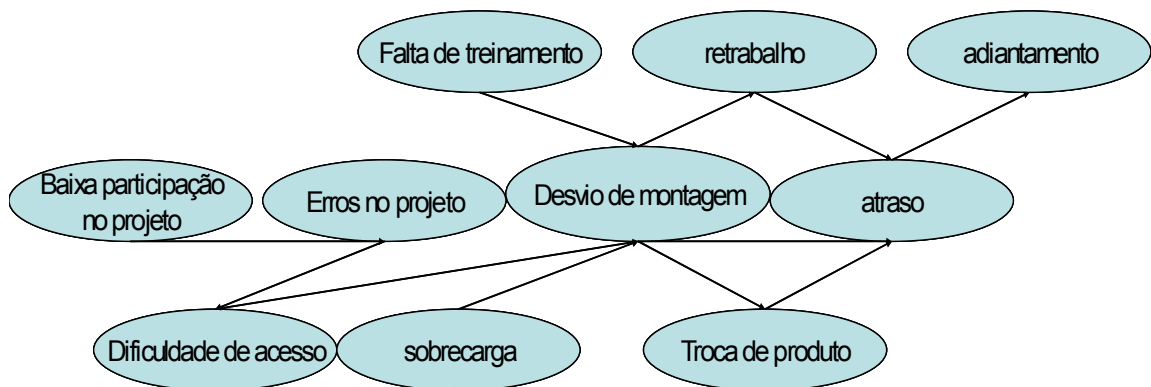 Falta de treinamento
retrabalho
adiantamento
Baixa participação
no projeto
Erros no projeto
Desvio de montagem
atraso
Dificuldade de acesso
sobrecarga
Troca de produto